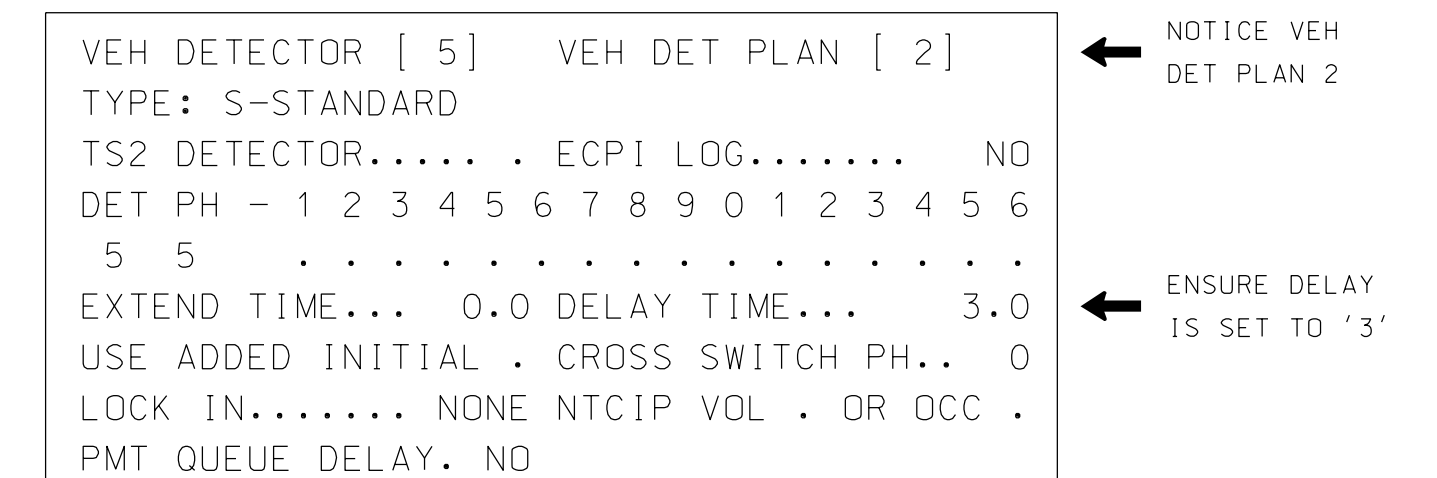 VEH DETECTOR [ 5] VEH DET PLAN [ 2]
TYPE: S-STANDARD
TS2 DETECTOR..... . ECPI LOG....... NO
DET PH - 1 2 3 4 5 6 7 8 9 0 1 2 3 4 5 6
5 5 . . . . . . . . . . . . . . . .
EXTEND TIME... 0.0 DELAY TIME... 3.0
USE ADDED INITIAL . CROSS SWITCH PH.. 0
LOCK IN....... NONE NTCIP VOL . OR OCC .
PMT QUEUE DELAY. NO
NOTICE VEH
DET PLAN 2
ENSURE DELAY
IS SET TO '3'